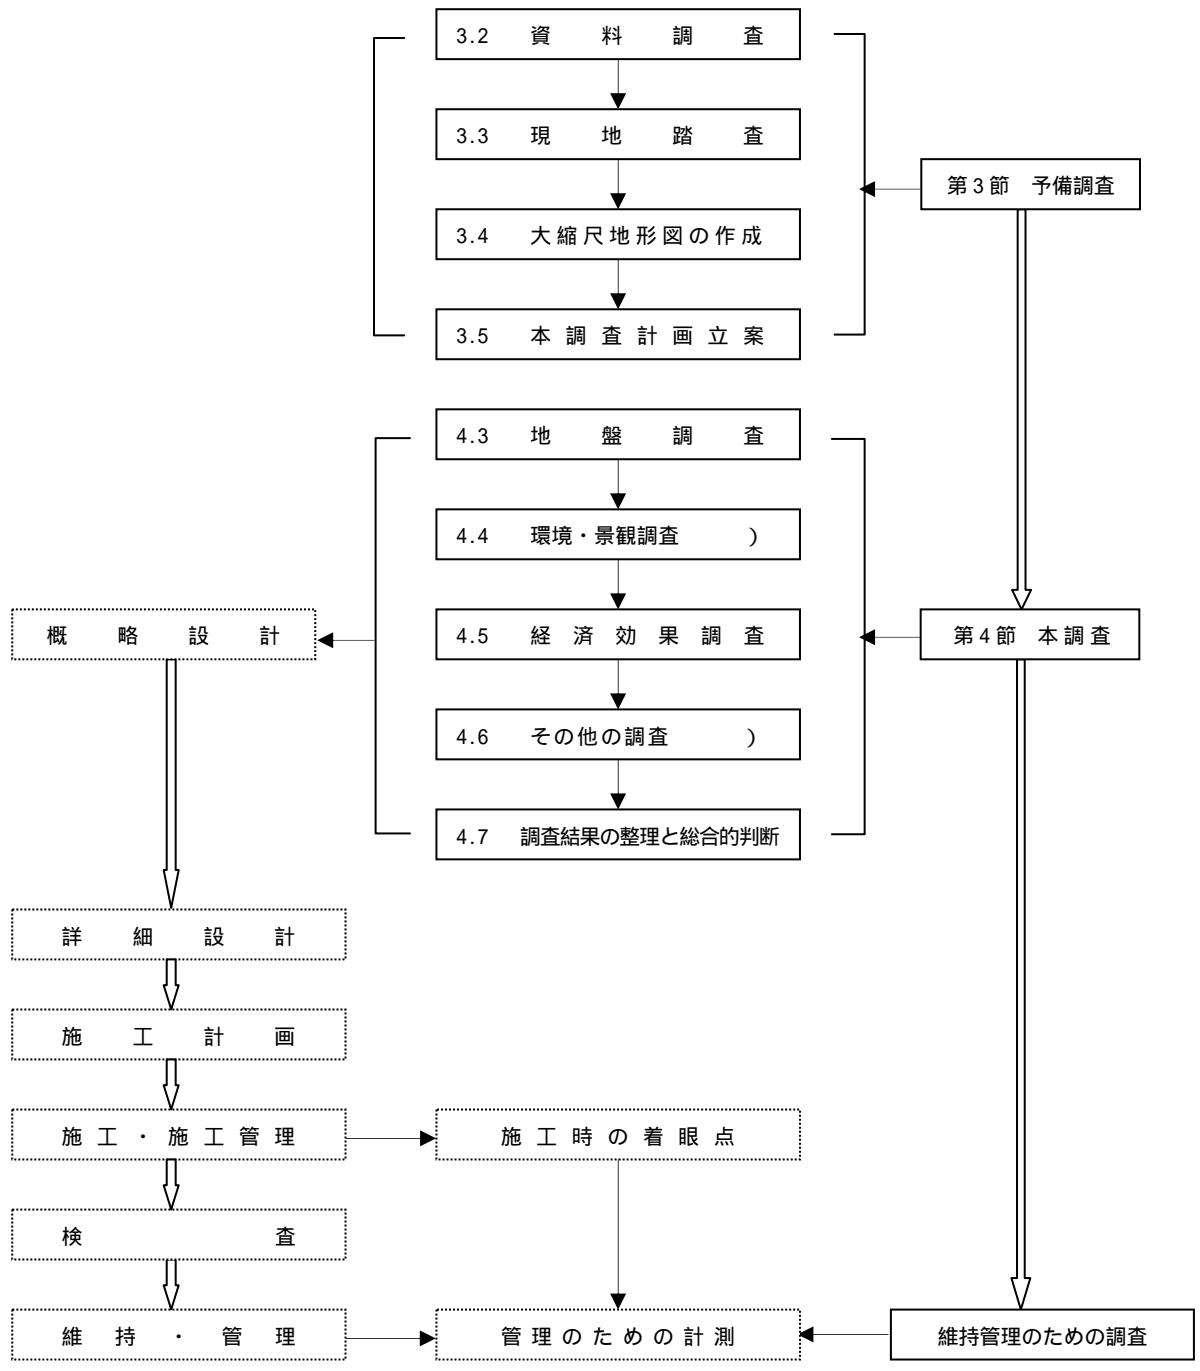 3.2 資料調査
3.3 現地踏査
第3節 予備調査
3.4 大縮尺地形図の作成
3.5 本調査計画立案
4.3 地盤調査
4.4 環境・景観調査 )
概略設計
4.5 経済効果調査
第4節 本調査
4.6 その他の調査 )
4.7 調査結果の整理と総合的判断
詳細設計
施工計画
施工・施工管理
施工時の着眼点
検査
維持・管理
管理のための計測
維持管理のための調査